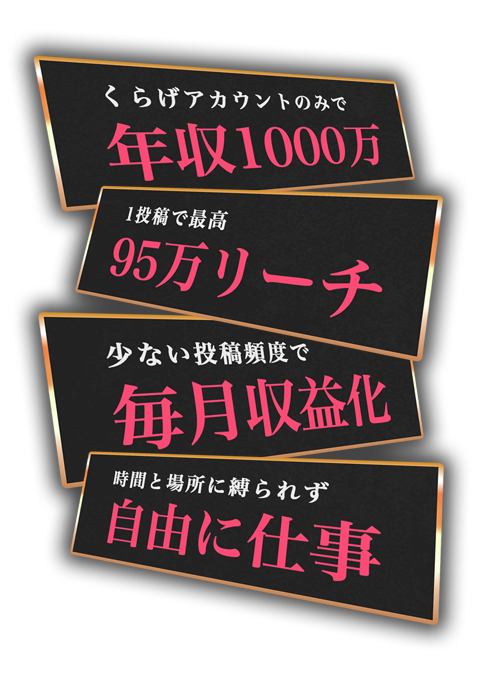 くらげアカウントのみで
年収1000万
1投稿で最高
95万リーチ
少ない投稿頻度で
毎月収益化
時間と場所に縛られず
自由に仕事